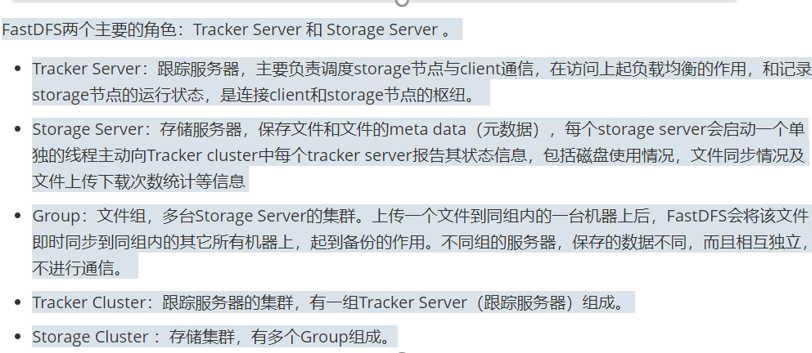 FastDFS两个主要的角色：Tracker Server 和 Storage Server 。
Tracker Server：跟踪服务器，主要负责调度storage节点与client通信，在访问上起负载均衡的作用，和记录
storage节点的运行状态，是连接client和storage节点的枢纽。
Storage Server：存储服务器，保存文件和文件的meta data（元数据），每个storage server会启动一个单
独的线程主动向Tracker cluster中每个tracker server报告其状态信息，包括磁盘使用情况，文件同步情况及
文件上传下载次数统计等信息
Group：文件组，多台Storage Server的集群。上传一个文件到同组内的一台机器上后，FastDFS会将该文件
即时同步到同组内的其它所有机器上，起到备份的作用。不同组的服务器，保存的数据不同，而且相互独立，
不进行通信。
Tracker Cluster：跟踪服务器的集群，有一组Tracker Server（跟踪服务器）组成。
Storage Cluster ：存储集群，有多个Group组成。